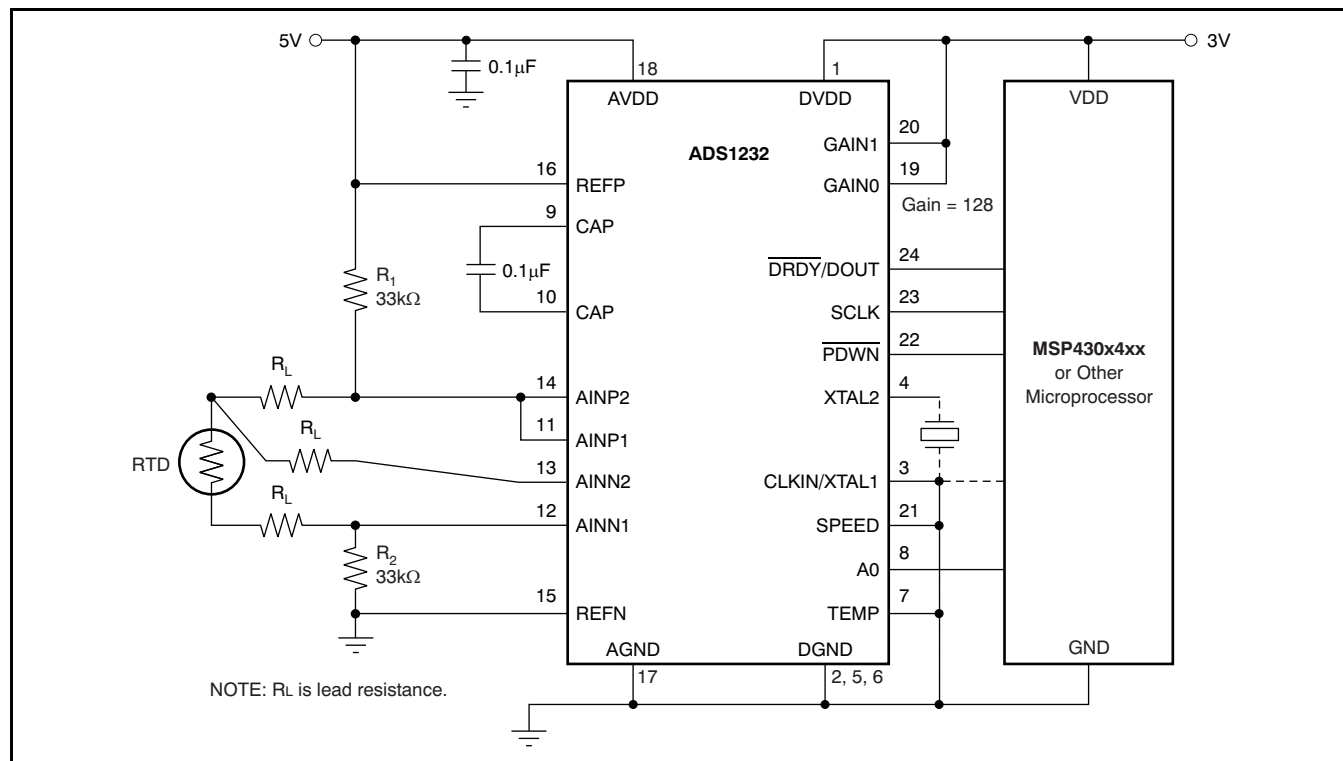 5V
3V
0.1μF
18
1
AVDD
DVDD
VDD
ADS1232
20
GAIN1
19
GAIN0
Gain = 128
16
REFP
9
CAP
0.1μF
10
CAP
R1
33kΩ
24
DRDY/DOUT
23
SCLK
22
PDWN
MSP430x4xx
or Other
Microprocessor
RL
14
AINP2
4
XTAL2
11
AINP1
RL
RTD
13
AINN2
3
CLKIN/XTAL1
RL
12
AINN1
21
SPEED
R2
33kΩ
8
A0
15
REFN
7
TEMP
AGND
DGND
GND
17
2, 5, 6
NOTE: RL is lead resistance.